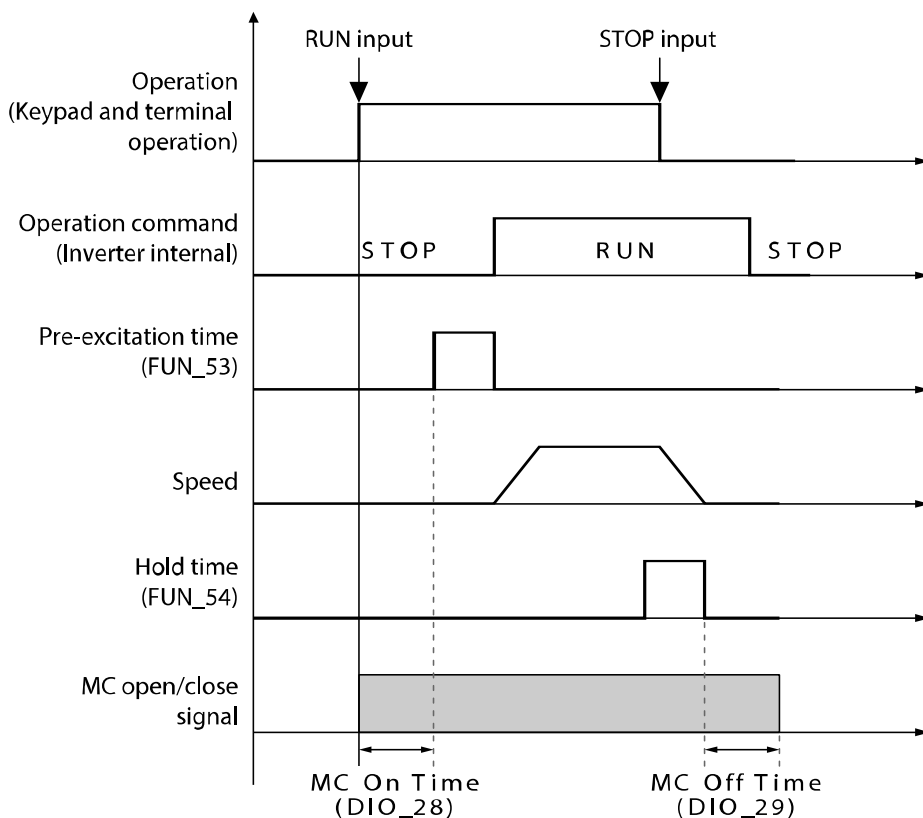 RUN input
STOP input
Operation
(Keypad and terminal
operation)
Operation command
(Inverter internal)
STOP
RUN
STOP
Pre-excitation time
(FUN_53)
Speed
Hold time
(FUN_54)
MC open/close
signal
MC On Time
(DIO_28)
MC Off Time
(DIO_29)